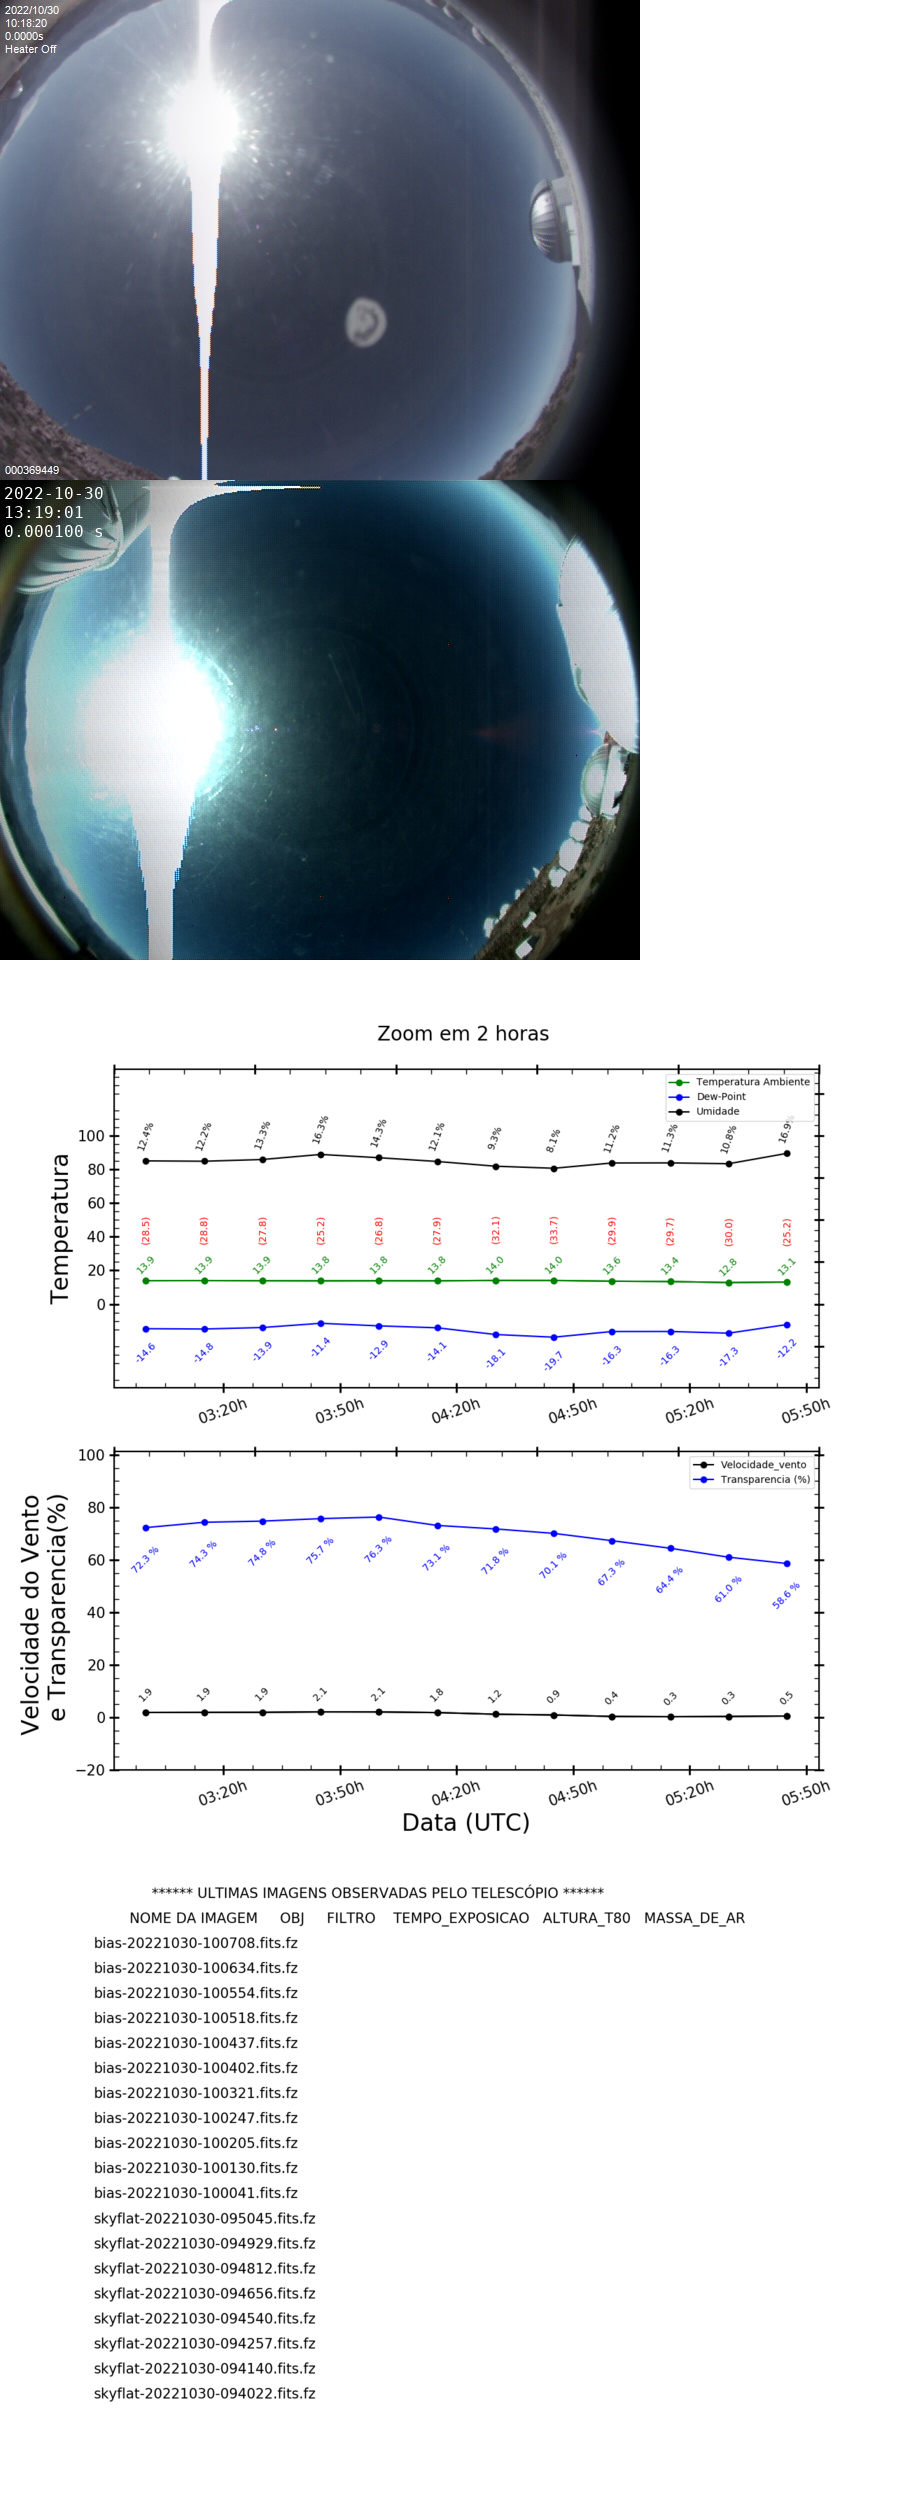 2022/10/30
10:18:20
0.0000s
Heater Off
000369449
2022-10-30
13:19:01
0.000100 s
Zoom em 2 horas
Temperatura
100
80
60
40
20
0
Temperatura Ambiente
Dew-Point
Umidade
12.4% 12.2% 13.3% 16.3% 14.3% 12.1% 9.3% 8.1% 11.2% 11.3% 10.8% 16.9%
(28.5) (28.8) (27.8) (25.2) (26.8) (27.9) (32.1) (33.7) (29.9) (29.7) (30.0) (25.2)
13.9 13.9 13.9 13.8 13.8 13.8 14.0 14.0 13.6 13.4 12.8 13.1
-14.6 -14.8 -13.9 -11.4 -12.9 -14.1 -18.1 -19.7 -16.3 -16.3 -17.3 -12.2
03:20h 03:50h 04:20h 04:50h 05:20h 05:50h
Velocidade do Vento
e Transparencia(%)
100
80
60
40
20
0
−20
Velocidade_vento
Transparencia (%)
72.3 % 74.3 % 74.8 % 75.7 % 76.3 % 73.1 % 71.8 % 70.1 % 67.3 % 64.4 % 61.0 % 58.6 %
1.9 1.9 1.9 2.1 2.1 1.8 1.2 0.9 0.4 0.3 0.3 0.5
03:20h 03:50h 04:20h 04:50h 05:20h 05:50h
Data (UTC)
****** ULTIMAS IMAGENS OBSERVADAS PELO TELESCÓPIO ******
NOME DA IMAGEM OBJ FILTRO TEMPO_EXPOSICAO ALTURA_T80 MASSA_DE_AR
bias-20221030-100708.fits.fz
bias-20221030-100634.fits.fz
bias-20221030-100554.fits.fz
bias-20221030-100518.fits.fz
bias-20221030-100437.fits.fz
bias-20221030-100402.fits.fz
bias-20221030-100321.fits.fz
bias-20221030-100247.fits.fz
bias-20221030-100205.fits.fz
bias-20221030-100130.fits.fz
bias-20221030-100041.fits.fz
skyflat-20221030-095045.fits.fz
skyflat-20221030-094929.fits.fz
skyflat-20221030-094812.fits.fz
skyflat-20221030-094656.fits.fz
skyflat-20221030-094540.fits.fz
skyflat-20221030-094257.fits.fz
skyflat-20221030-094140.fits.fz
skyflat-20221030-094022.fits.fz